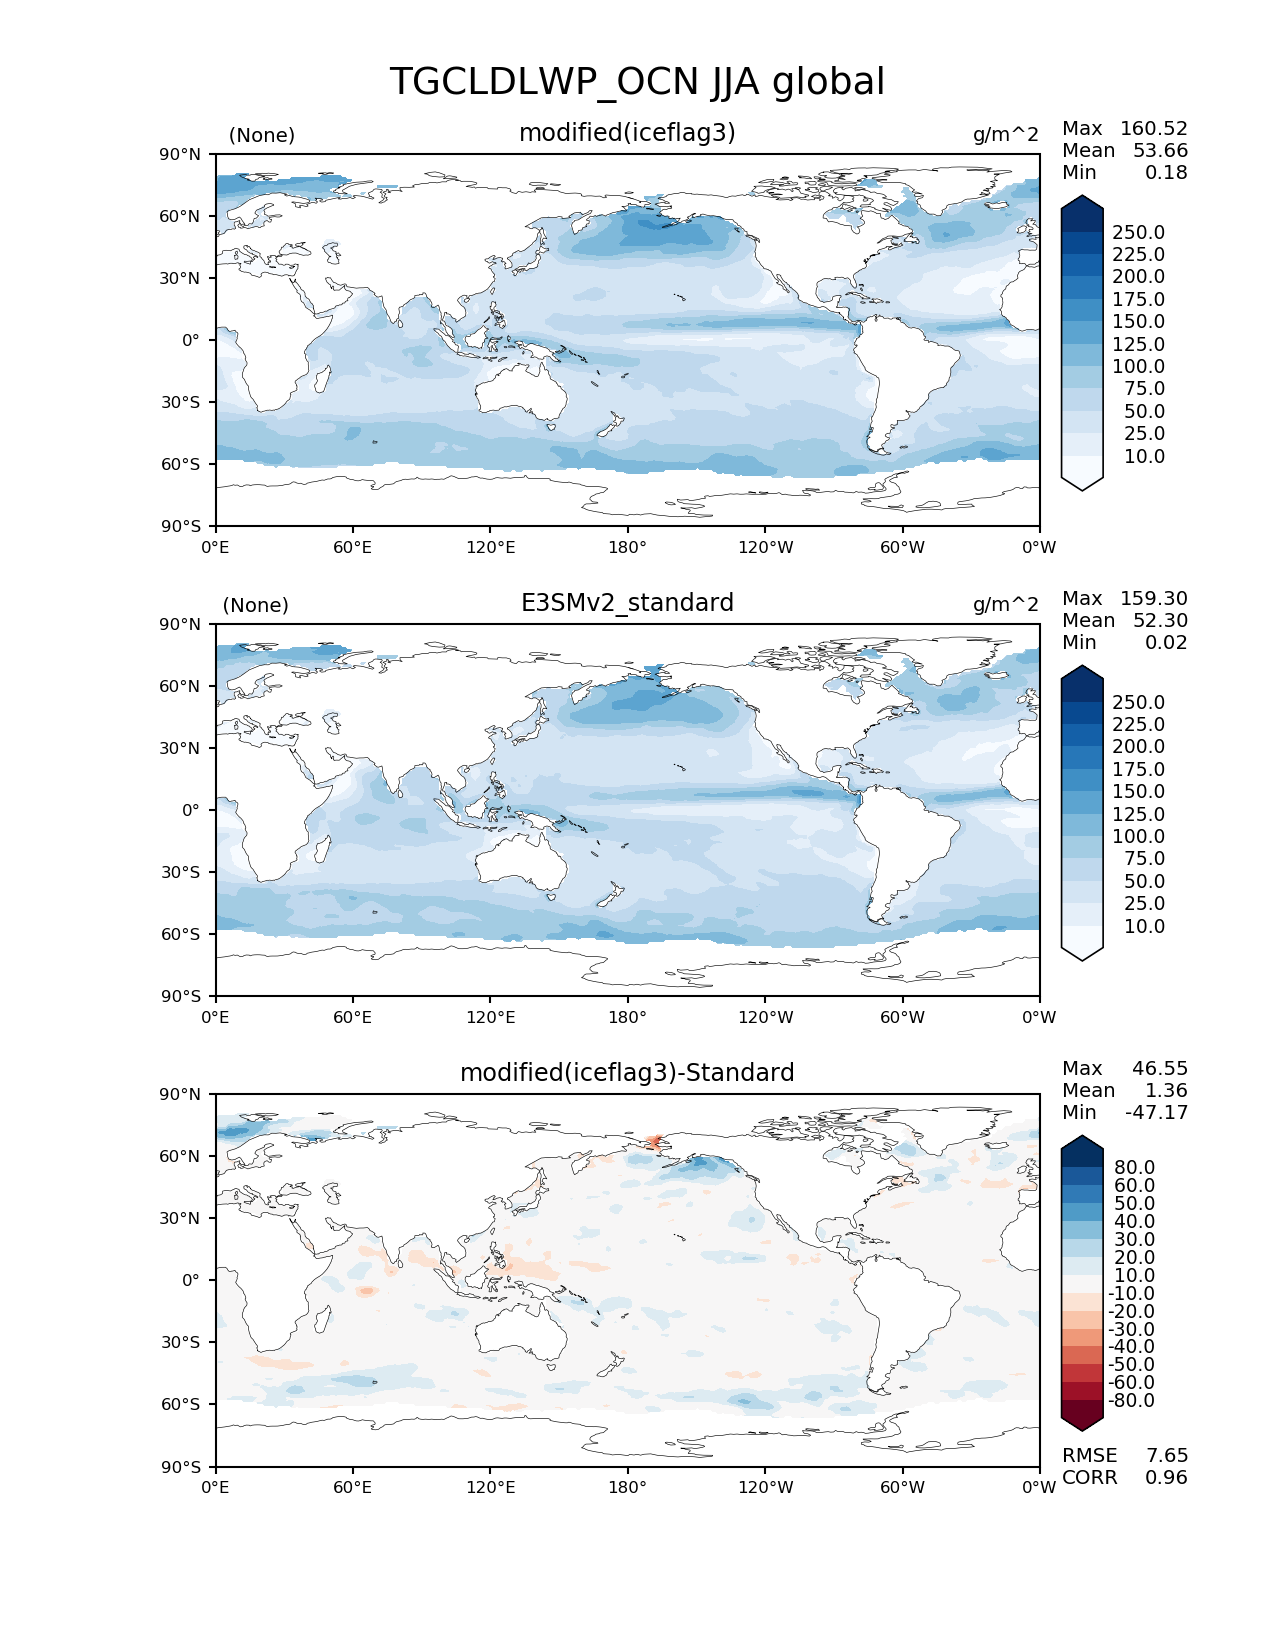 TGCLDLWP_OCN JJA global
(None) modified(iceflag3) g/m^2
Max 160.52
Mean 53.66
Min 0.18
90°N
60°N
30°N
0°
30°S
60°S
90°S
0°E 60°E 120°E 180° 120°W 60°W 0°W
250.0
225.0
200.0
175.0
150.0
125.0
100.0
75.0
50.0
25.0
10.0
(None) E3SMv2_standard g/m^2
Max 159.30
Mean 52.30
Min 0.02
90°N
60°N
30°N
0°
30°S
60°S
90°S
0°E 60°E 120°E 180° 120°W 60°W 0°W
250.0
225.0
200.0
175.0
150.0
125.0
100.0
75.0
50.0
25.0
10.0
modified(iceflag3)-Standard
Max 46.55
Mean 1.36
Min -47.17
90°N
60°N
30°N
0°
30°S
60°S
90°S
0°E 60°E 120°E 180° 120°W 60°W 0°W
80.0
60.0
50.0
40.0
30.0
20.0
10.0
-10.0
-20.0
-30.0
-40.0
-50.0
-60.0
-80.0
RMSE 7.65
CORR 0.96